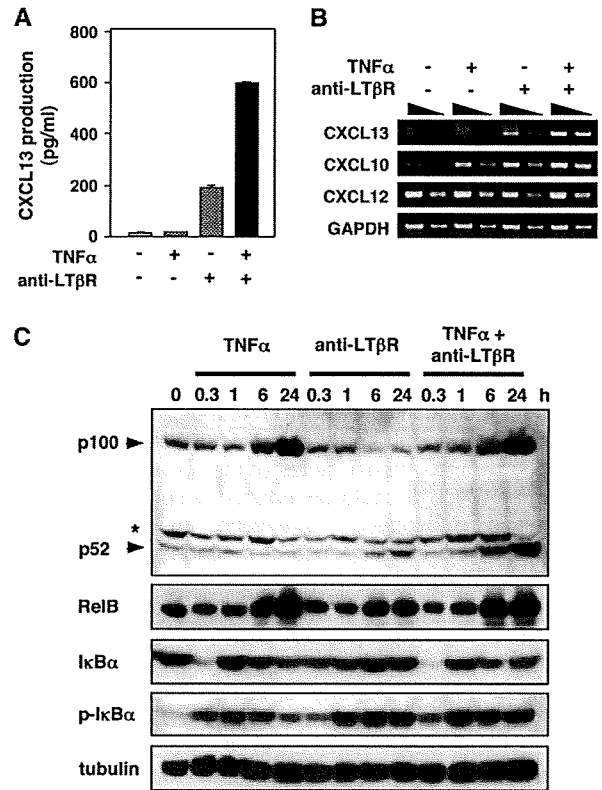 A
CXCL13 production
(pg/ml)
800
600
400
200
0
TNFα - + - +
anti-LTβR - - + +
B
TNFα - + - +
anti-LTβR - - + +
CXCL13
CXCL10
CXCL12
GAPDH
C
TNFα anti-LTβR TNFα +
anti-LTβR
0 0.3 1 6 24 0.3 1 6 24 0.3 1 6 24 h
p100
*
p52
RelB
IκBα
p-IκBα
tubulin